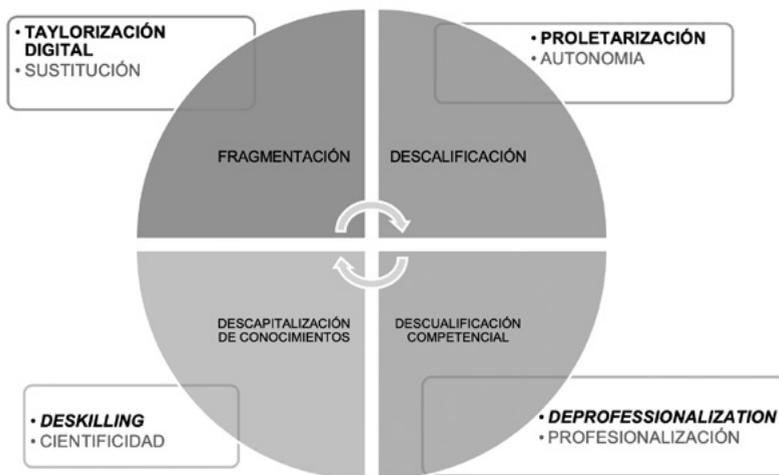 • TAYLORIZACIÓN
DIGITAL
• SUSTITUCIÓN
• PROLETARIZACIÓN
• AUTONOMIA
FRAGMENTACIÓN
DESCALIFICACIÓN
DESCAPITALIZACIÓN
DE CONOCIMIENTOS
DESCUALIFICACIÓN
COMPETENCIAL
• DESKILLING
• CIENTIFICIDAD
• DEPROFESSIONALIZATION
• PROFESIONALIZACIÓN